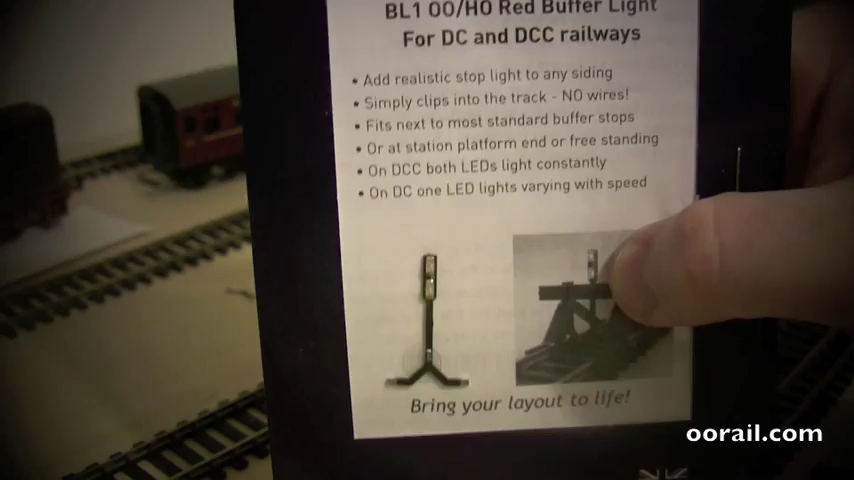 BL1 OO/HO Red Buffer Light
For DC and DCC railways
• Add realistic stop light to any siding
• Simply clips into the track - NO wires!
• Fits next to most standard buffer stops
• Or at station platform end or free standing
• On DCC both LEDs light constantly
• On DC one LED lights varying with speed
Bring your layout to life!
oorail.com